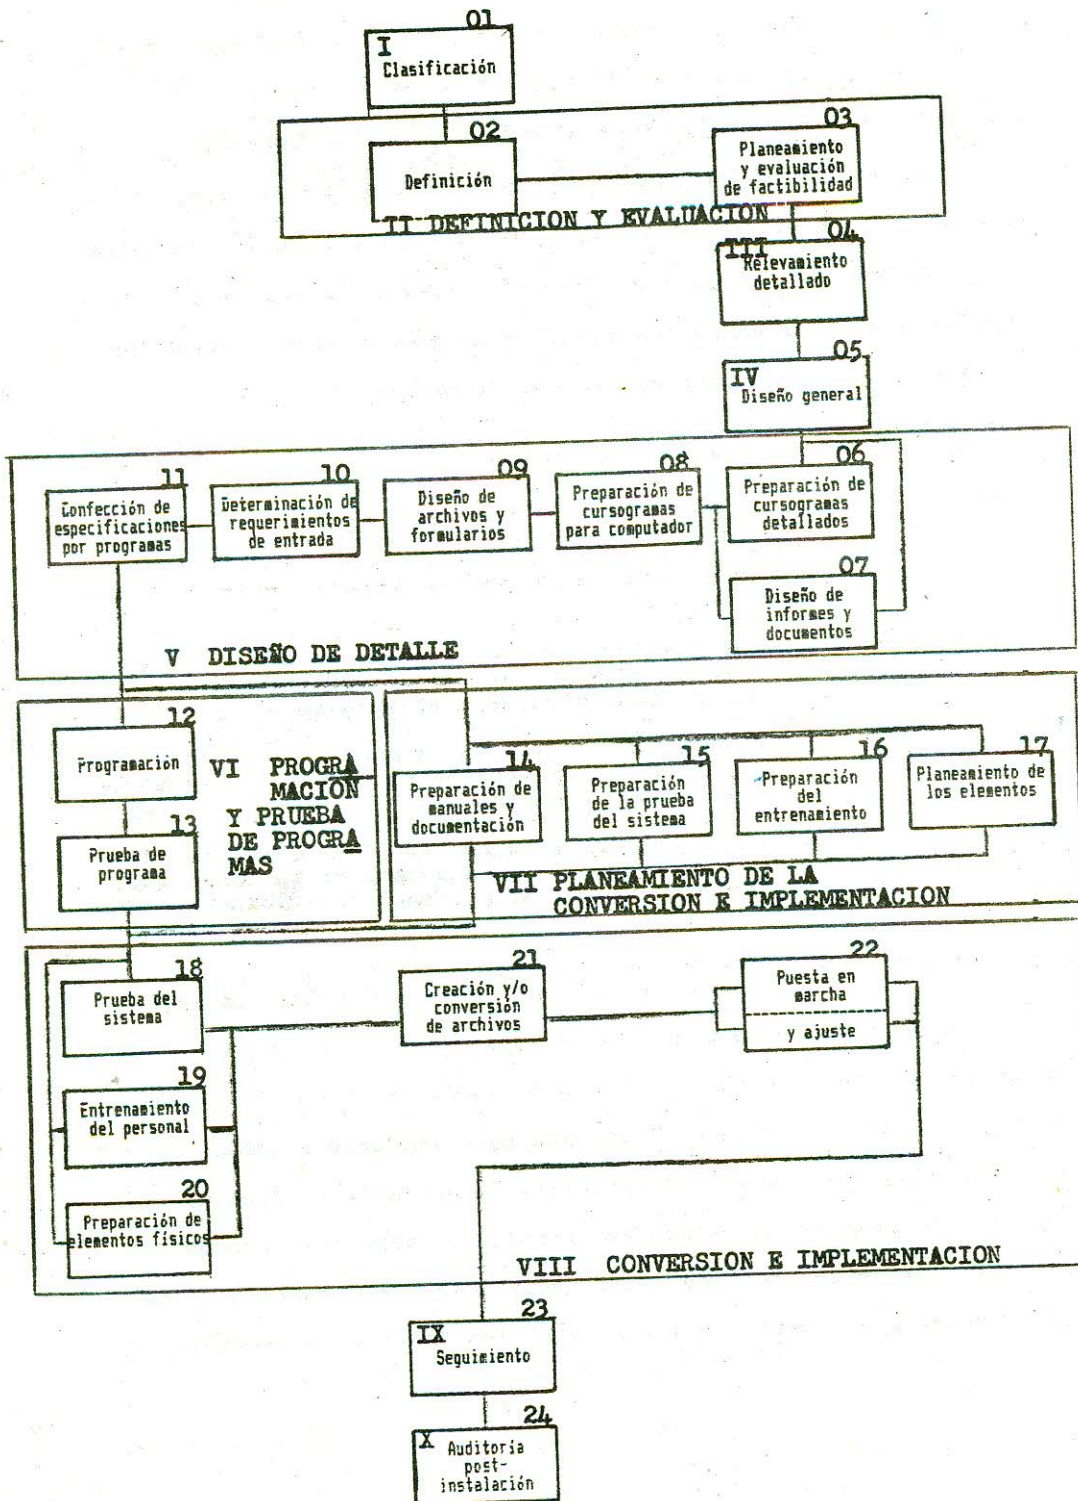 01
I
Clasificación
02
Definición
03
Planeamiento
y evaluación
de factibilidad
II DEFINICION Y EVALUACION
04
III
Relevamiento
detallado
05
IV
Diseño general
06
Preparación de
cursogramas
detallados
07
Diseño de
informes y
documentos
08
Preparación de
cursogramas
para computador
09
Diseño de
archivos y
formularios
10
Determinación de
requerimientos
de entrada
11
Confección de
especificaciones
por programas
V DISEÑO DE DETALLE
12
Programación
13
Prueba de
programa
VI PROGRA
MACIÓN
Y PRUEBA
DE PROGRA
MAS
14
Preparación de
manuales y
documentación
15
Preparación
de la prueba
del sistema
16
Preparación
del
entrenamiento
17
Planeamiento de
los elementos
VII PLANEAMIENTO DE LA
CONVERSION E IMPLEMENTACION
18
Prueba del
sistema
19
Entrenamiento
del personal
20
Preparación de
elementos físicos
21
Creación y/o
conversión
de archivos
22
Puesta en
marcha
y ajuste
VIII CONVERSION E IMPLEMENTACION
23
IX
Seguimiento
24
X
Auditoría
post-
instalación